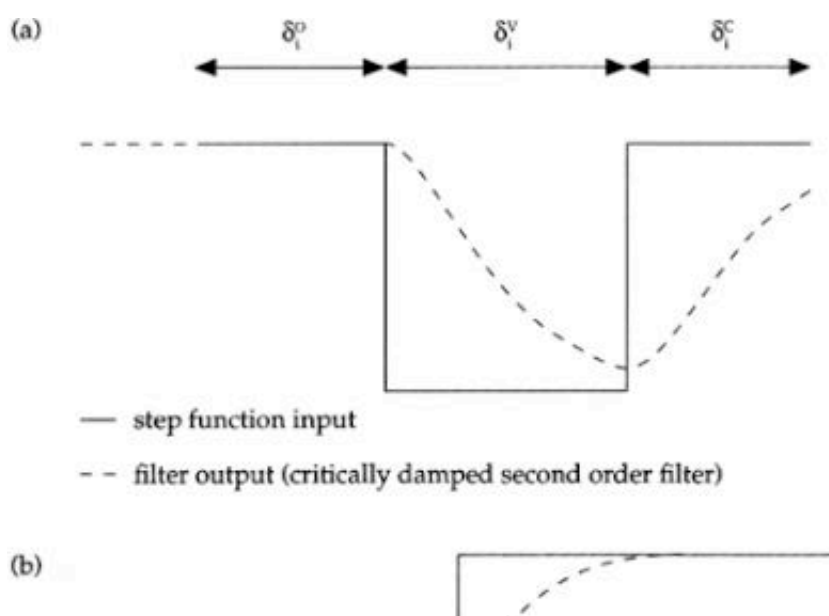 (a) δᵢᴼ δᵢⱽ δᵢᶜ
step function input
filter output (critically damped second order filter)
(b)